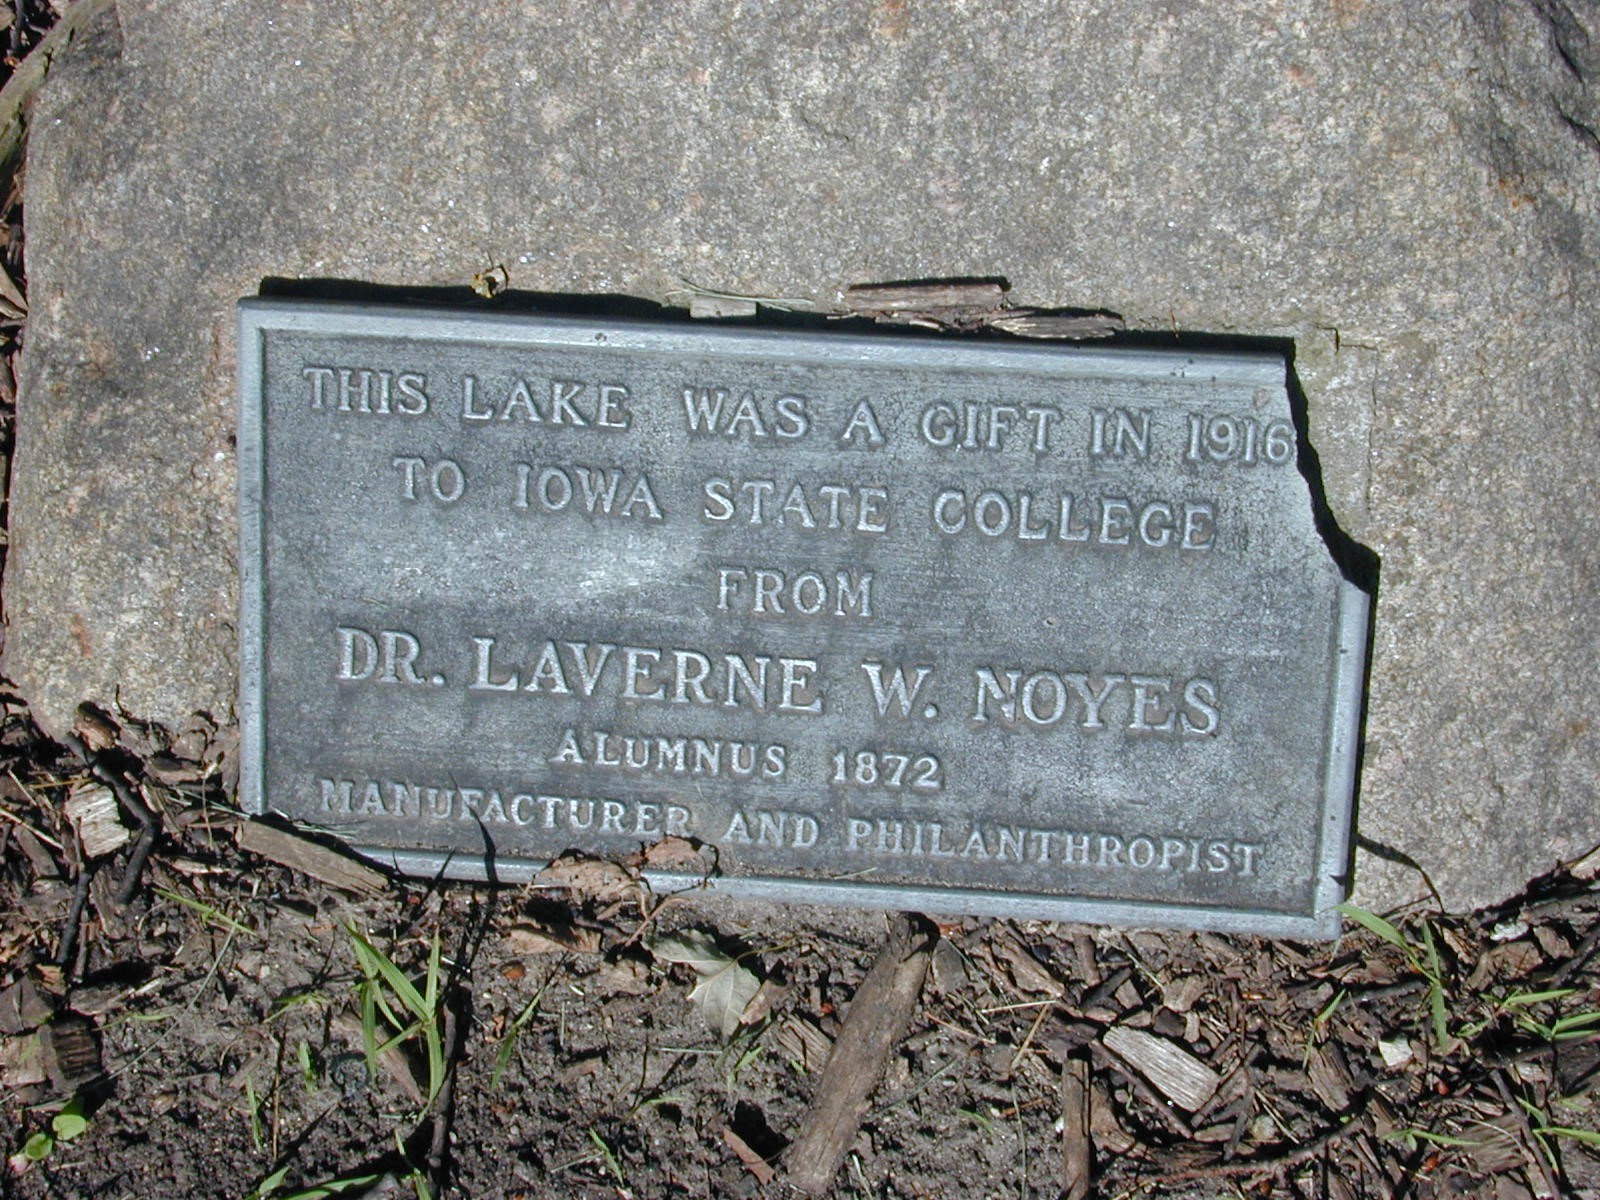 THIS LAKE WAS A GIFT IN 1916
TO IOWA STATE COLLEGE
FROM
DR. LAVERNE W. NOYES
ALUMNUS 1872
MANUFACTURER AND PHILANTHROPIST